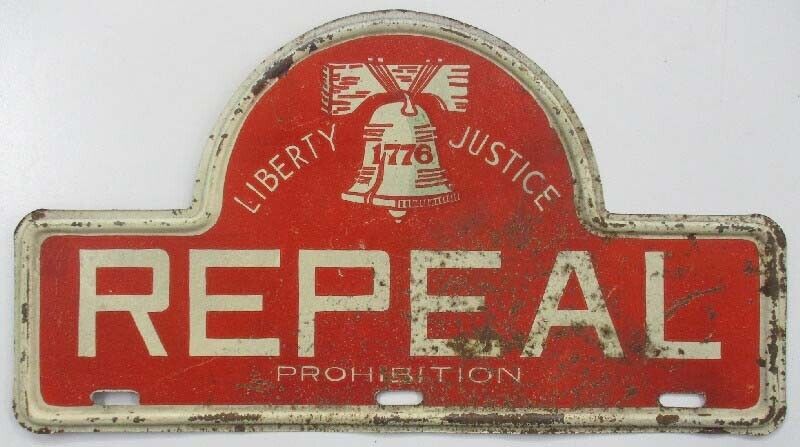 LIBERTY JUSTICE
1776
REPEAL
PROHIBITION